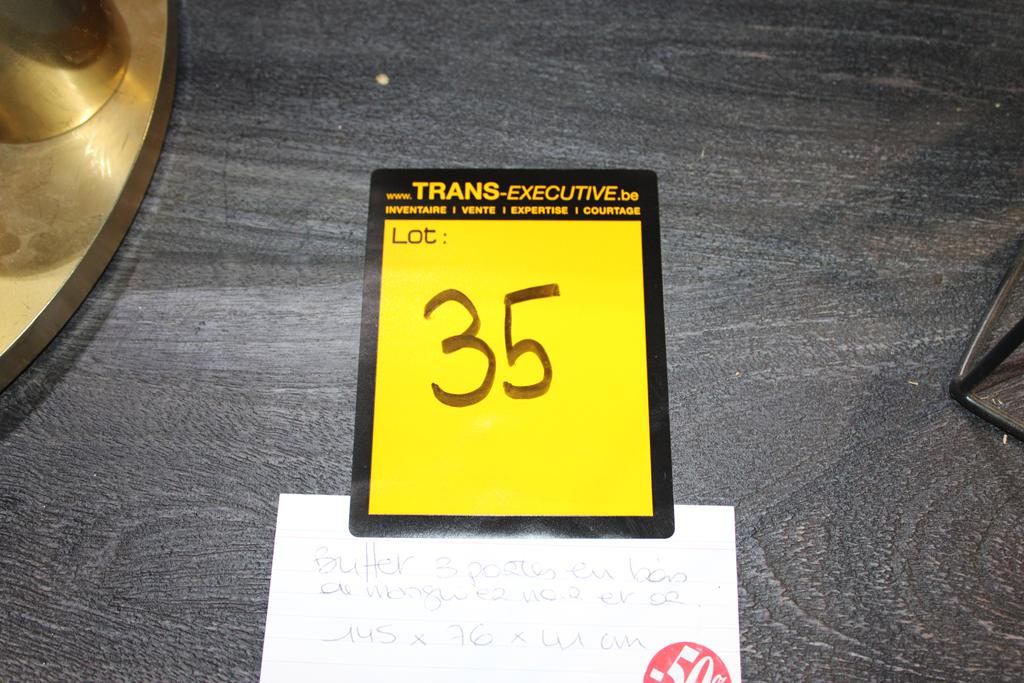 www.TRANS-EXECUTIVE.be
INVENTAIRE I VENTE I EXPERTISE I COURTAGE
Lot :
35
Buffet 3 portes en bois
de manguier noir et or.
145 x 76 x 41 cm
-50%